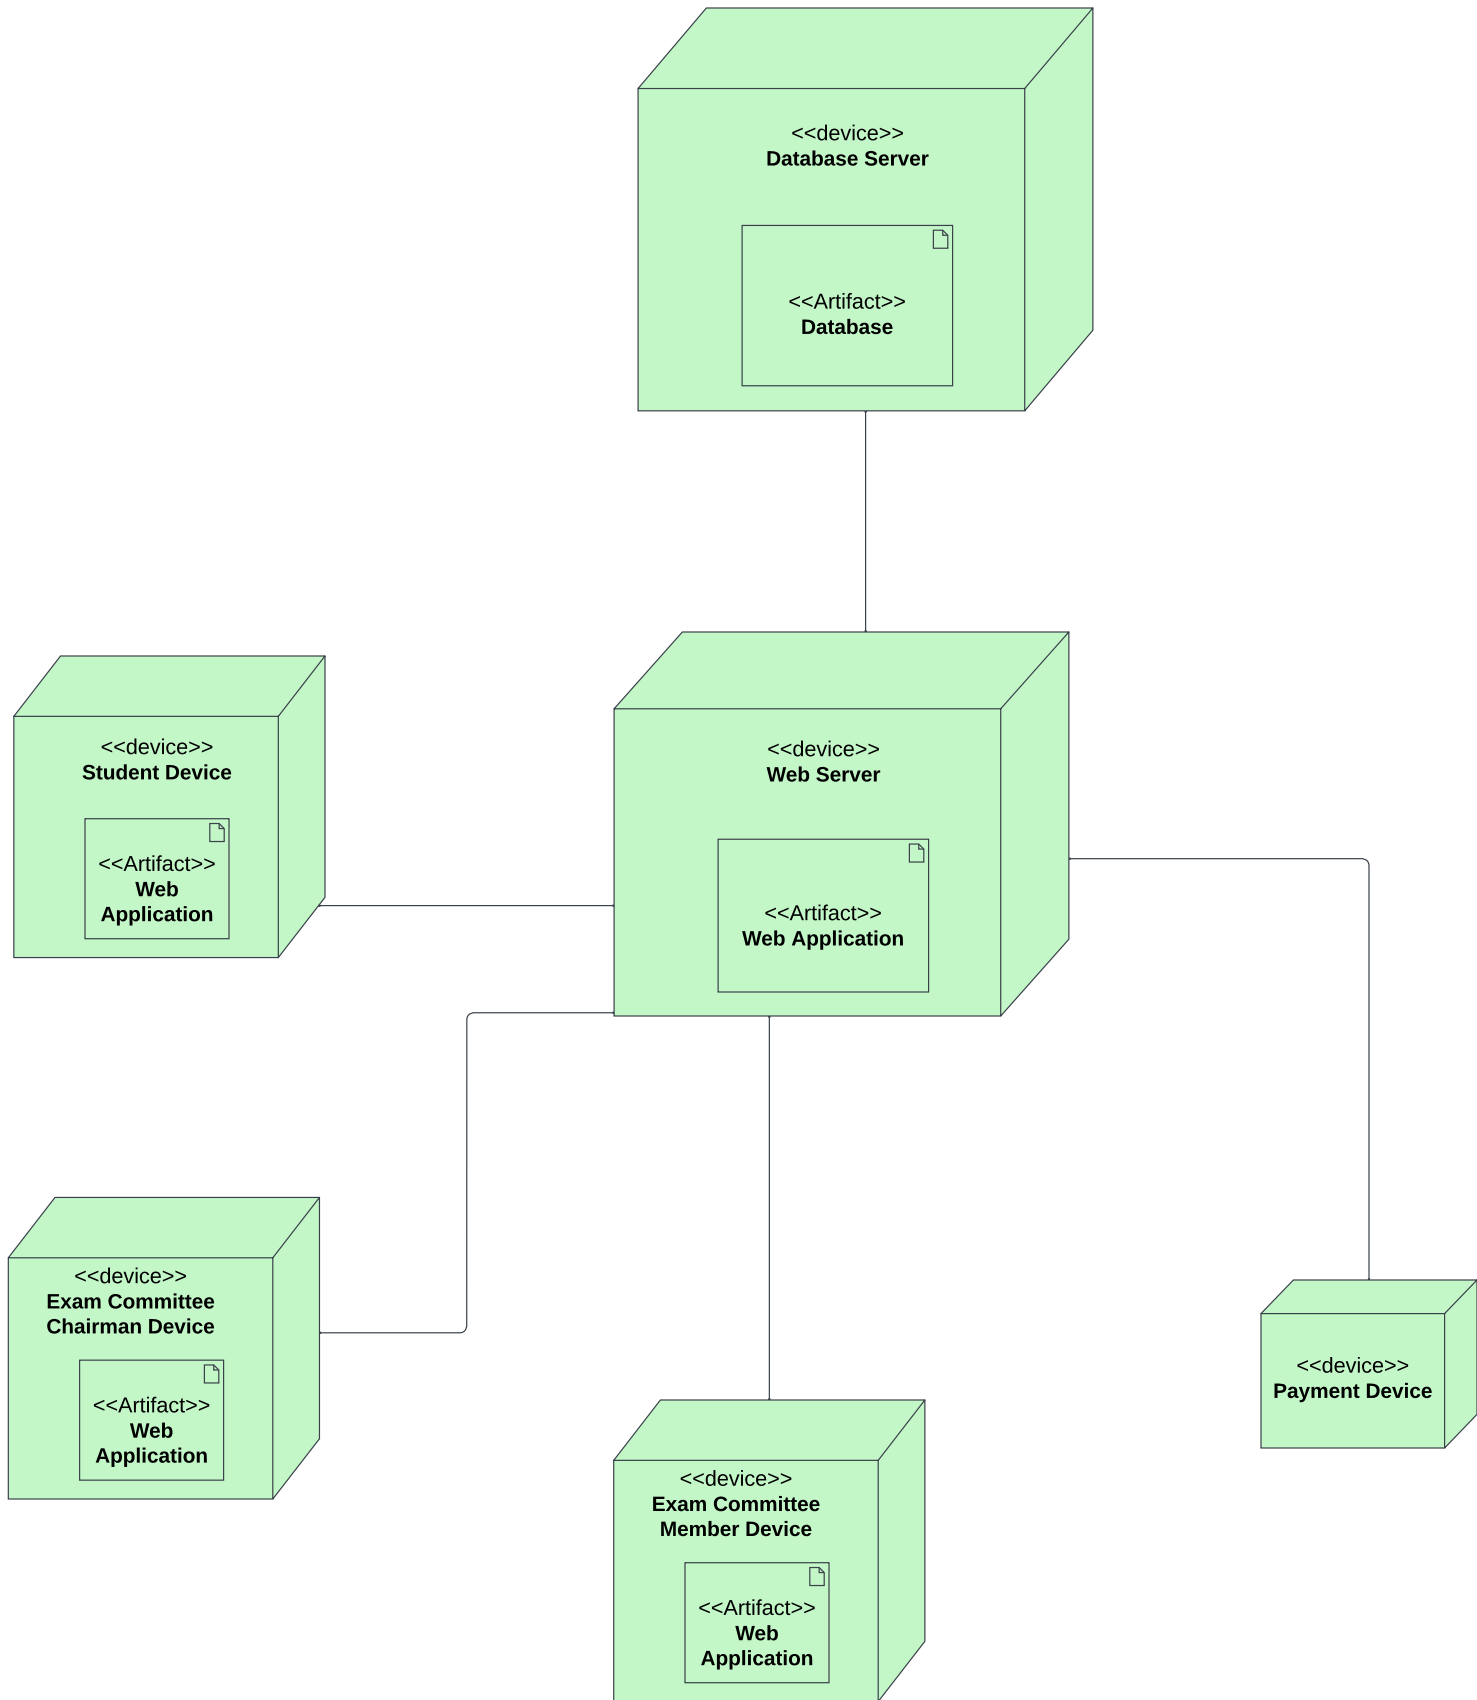 <<device>>
Database Server
<<Artifact>>
Database
<<device>>
Student Device
<<Artifact>>
Web
Application
<<device>>
Web Server
<<Artifact>>
Web Application
<<device>>
Exam Committee
Chairman Device
<<Artifact>>
Web
Application
<<device>>
Exam Committee
Member Device
<<Artifact>>
Web
Application
<<device>>
Payment Device